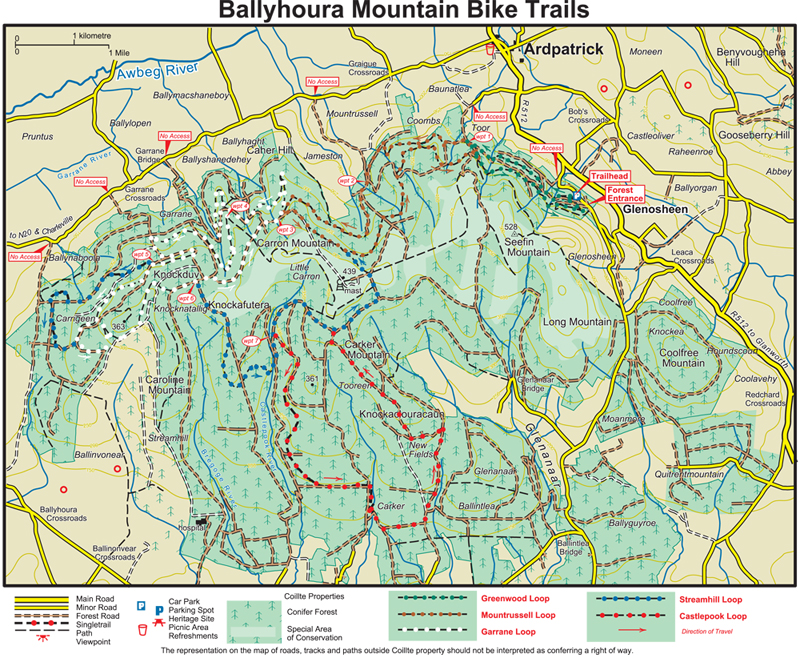 Ballyhoura Mountain Bike Trails
0
1 kilometre
0
1 Mile
Awbeg River
Ballymacshaneboy
Graigue
Crossroads
Ardpatrick
Moneen
Benyvoughella
Hill
No Access
Baunatlea
R512
Mountrussell
Coombs
No Access
Toor
wpt 1
Bob's
Crossroads
Castleoliver
Gooseberry Hill
Pruntus
Ballylopen
No Access
Ballyhaght
Garrane
Bridge
Ballyshanedehey
Caher Hill
Jameston
No Access
Raheenroe
Abbey
Garrane River
No Access
Garrane
Crossroads
wpt 2
Trailhead
Forest
Entrance
Ballyorgan
Garrane
wpt 4
wpt 3
Glenosheen
528
Seefin
Mountain
to N20 & Charleville
No Access
Ballynaboola
wpt 5
Carron Mountain
Glenosheen
Leaca
Crossroads
Knockduv
Little
Carron
439
mast
wpt 6
Knocknatallig
Knockafutera
Coolfree
R512 to Glanworth
Carrigeen
363
Long Mountain
Knockea
wpt 7
Carker
Mountain
Coolfree
Mountain
Houndscourt
Coolavehy
Caroline
Mountain
361
Tooreen
Glenanaar
Bridge
Redchard
Crossroads
Knockadouracaun
Moanmore
Streamhill
Castlepook River
New
Fields
Glenanaar
Ballinvonear
Bregoge River
Glenanaar
Quitrentmountain
Ballyhoura
Crossroads
hospital
Carker
Ballintlea
Ballyguyroe
Ballinonvear
Crossroads
Ballintlea
Bridge
Main Road
Minor Road
Forest Road
Singletrail
Path
Viewpoint
Car Park
Parking Spot
Heritage Site
Picnic Area
Refreshments
Coillte Properties
Conifer Forest
Special Area
of Conservation
Greenwood Loop
Mountrussell Loop
Garrane Loop
Streamhill Loop
Castlepook Loop
Direction of Travel
The representation on the map of roads, tracks and paths outside Coillte property should not be interpreted as conferring a right of way.